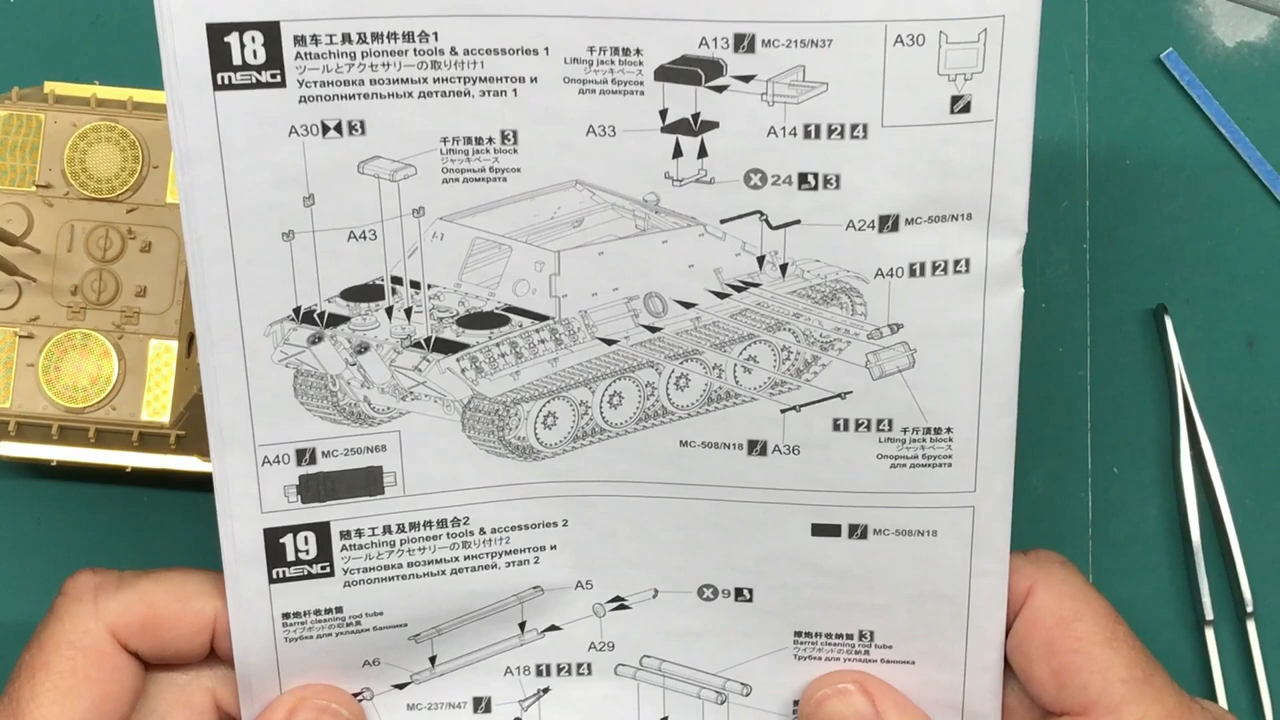 18
MENG
随车工具及附件组合1
Attaching pioneer tools & accessories 1
ツールとアクセサリーの取り付け1
Установка возимых инструментов и
дополнительных деталей, этап 1
千斤顶垫木
Lifting jack block
ジャッキベース
Опорный брусок
для домкрата
A13 MC-215/N37
A33
A14 1 2 4
X 24 3
A30
A30 3
千斤顶垫木 3
Lifting jack block
ジャッキベース
Опорный брусок
для домкрата
A43
A24 MC-508/N18
A40 1 2 4
1 2 4 千斤顶垫木
Lifting jack block
ジャッキベース
Опорный брусок
для домкрата
MC-508/N18 A36
A40 MC-250/N68
19
MENG
随车工具及附件组合2
Attaching pioneer tools & accessories 2
ツールとアクセサリーの取り付け2
Установка возимых инструментов и
дополнительных деталей, этап 2
MC-508/N18
擦炮杆收纳筒
Barrel cleaning rod tube
ワイプロッドの収納具
Трубка для укладки банника
A5
X 9
A29
A6
A18 1 2 4
MC-237/N47
擦炮杆收纳筒 3
Barrel cleaning rod tube
ワイプロッドの収納具
Трубка для укладки банника